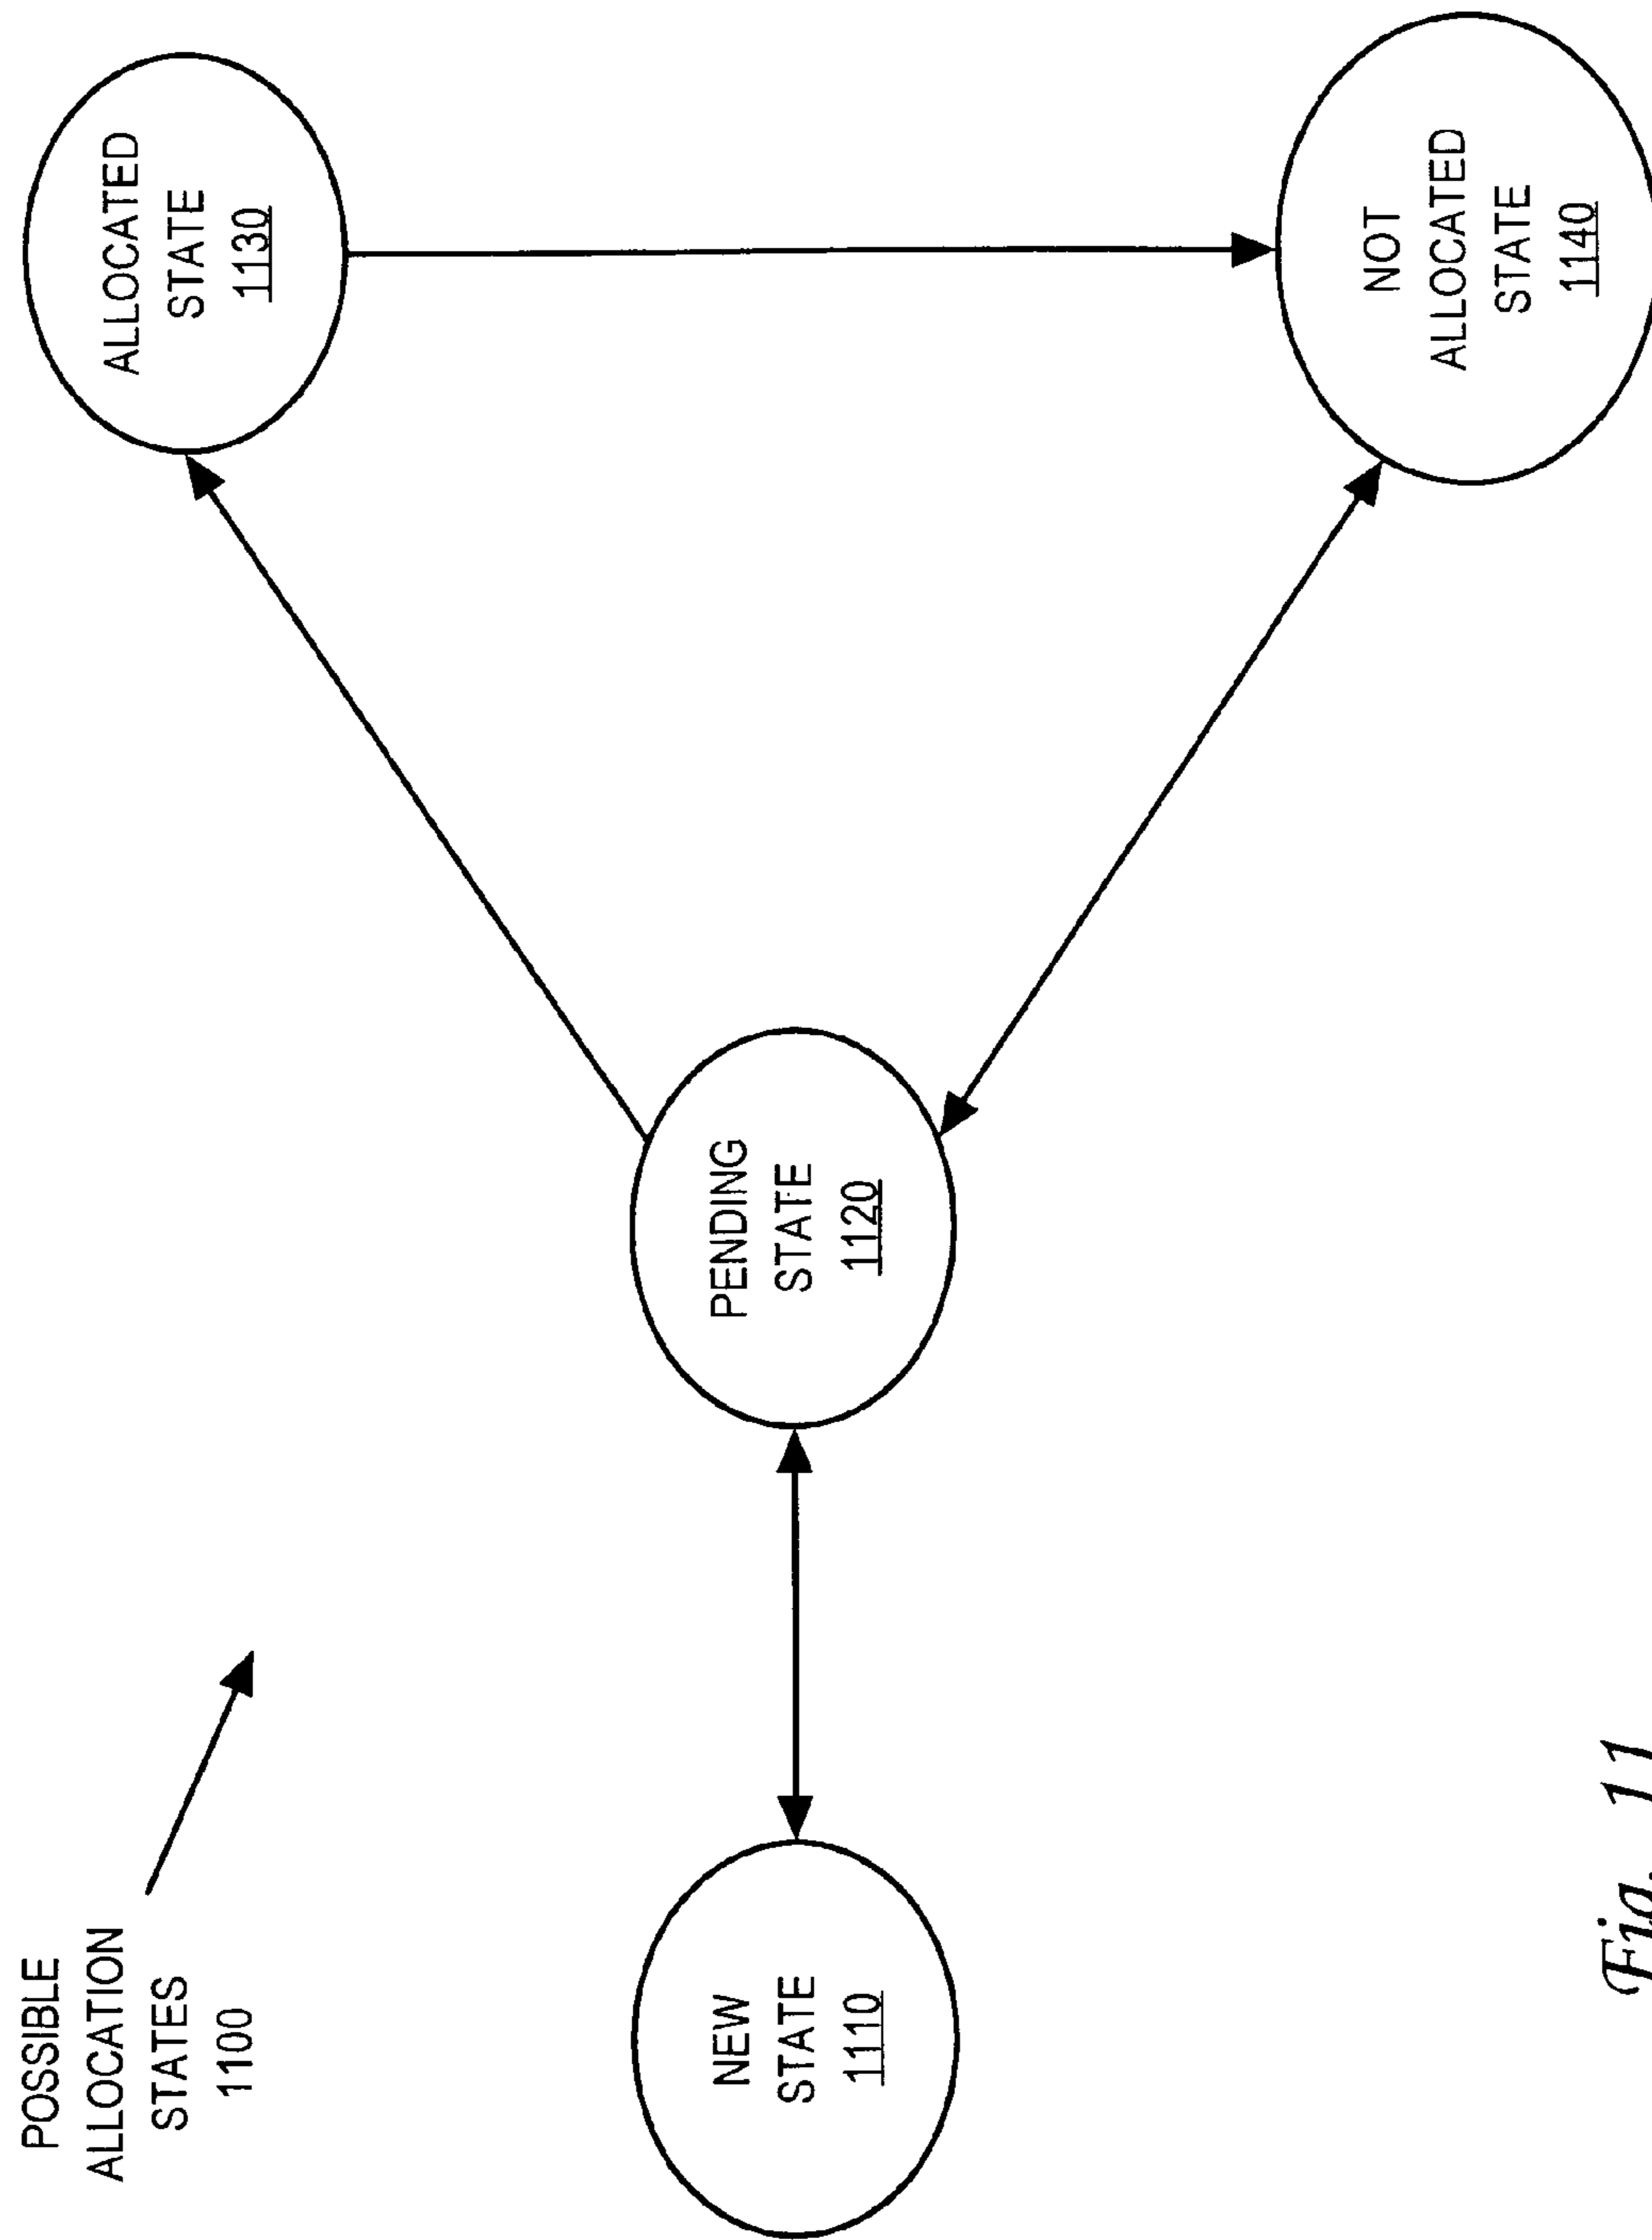 POSSIBLE
ALLOCATION
STATES
1100
NEW
STATE
1110
PENDING
STATE
1120
ALLOCATED
STATE
1130
NOT
ALLOCATED
STATE
1140
Fig. 11